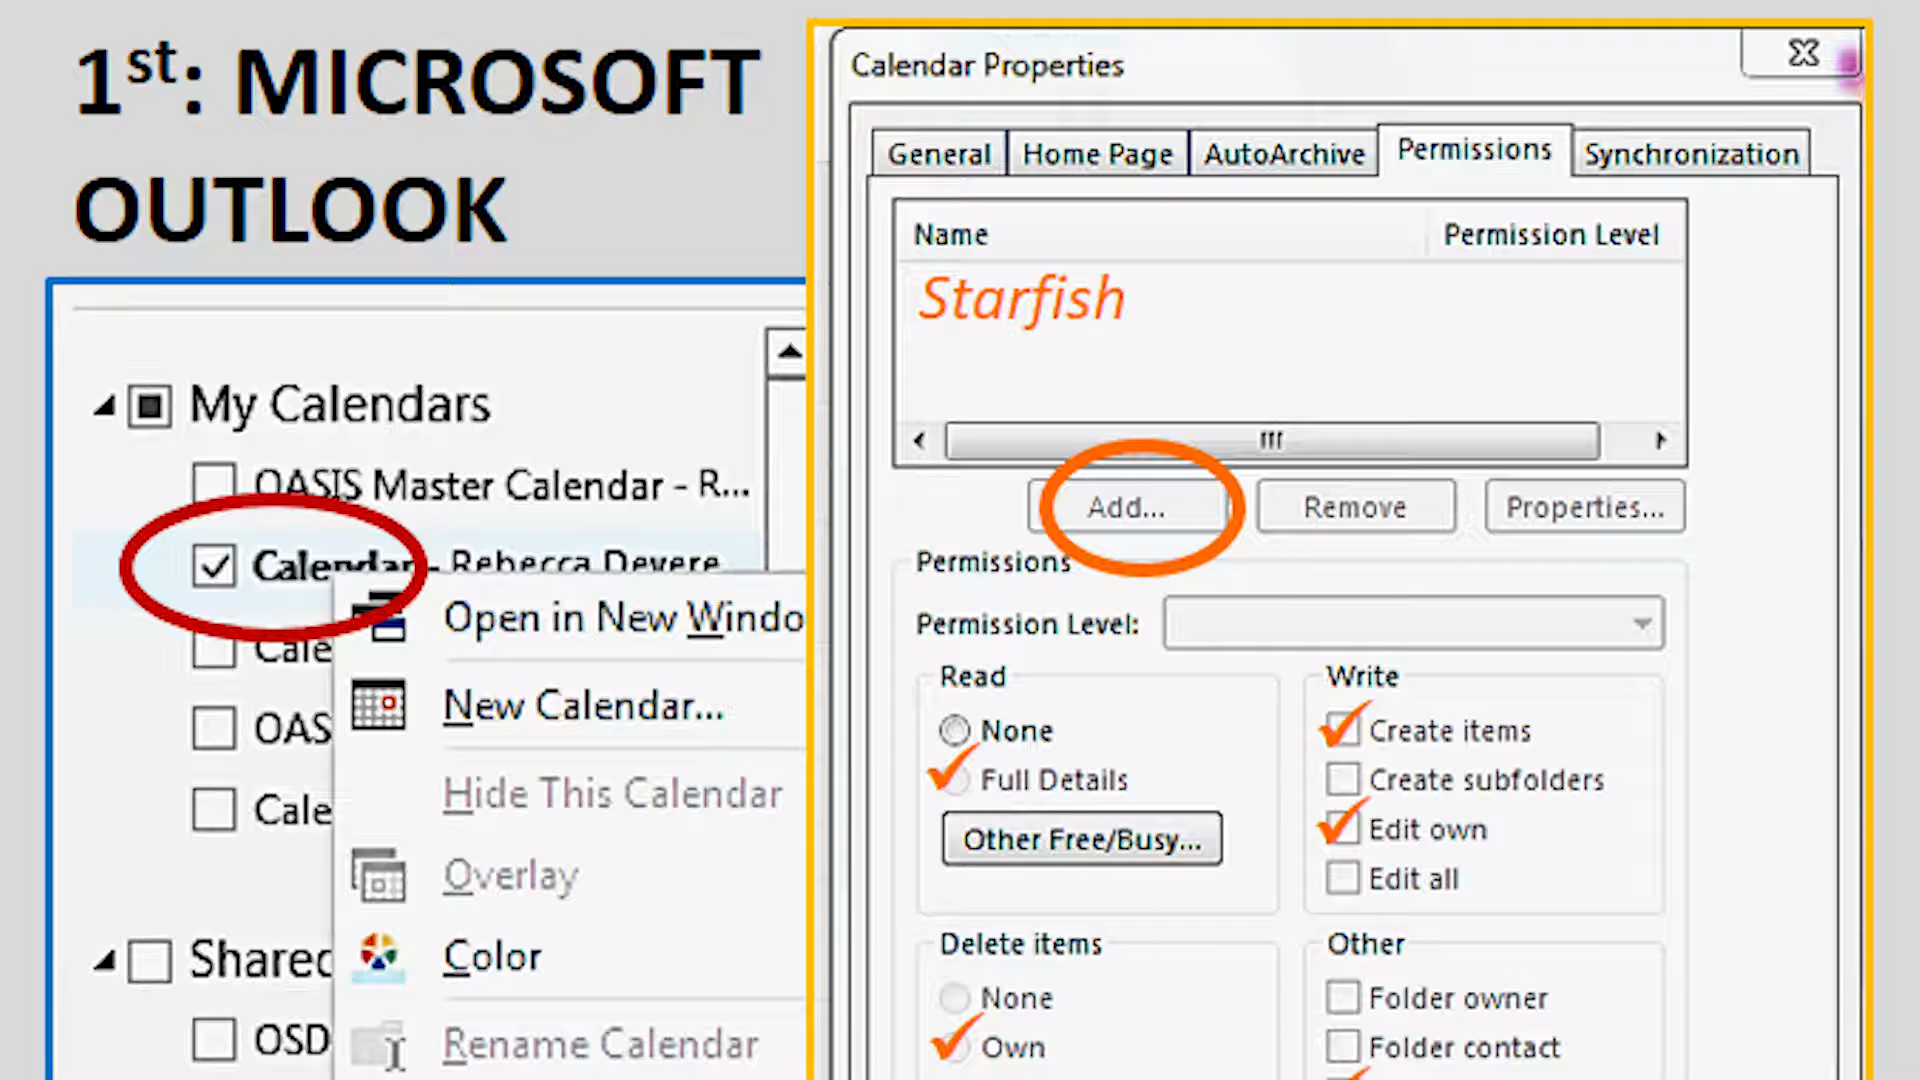 1st: MICROSOFT
OUTLOOK
My Calendars
OASIS Master Calendar - R...
Calendar - Rebecca Devere
Cale
OAS
Cale
Shared
OSD
Open in New Windo
New Calendar...
Hide This Calendar
Overlay
Color
Rename Calendar
Calendar Properties
General Home Page AutoArchive Permissions Synchronization
Name Permission Level
Starfish
Add... Remove Properties...
Permissions
Permission Level:
Read Write
None Create items
Full Details Create subfolders
Other Free/Busy... Edit own
Edit all
Delete items Other
None Folder owner
Own Folder contact